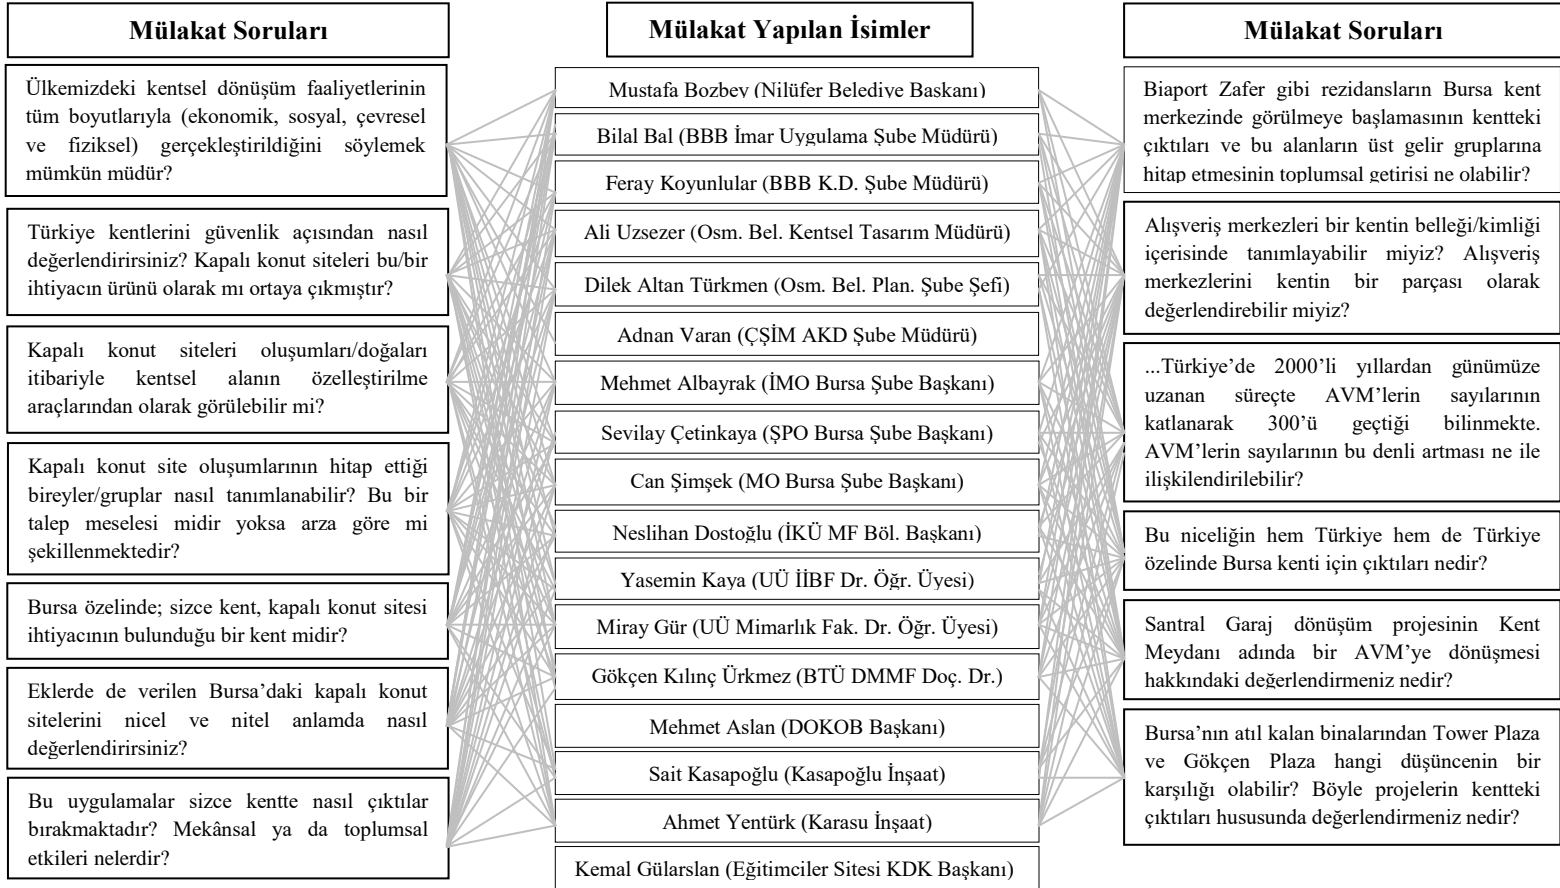 Mülakat Soruları
Ülkemizdeki kentsel dönüşüm faaliyetlerinin
tüm boyutlarıyla (ekonomik, sosyal, çevresel
ve fiziksel) gerçekleştirildiğini söylemek
mümkün müdür?
Türkiye kentlerini güvenlik açısından nasıl
değerlendirirsiniz? Kapalı konut siteleri bu/bir
ihtiyacın ürünü olarak mı ortaya çıkmıştır?
Kapalı konut siteleri oluşumları/doğaları
itibariyle kentsel alanın özelleştirilme
araçlarından olarak görülebilir mi?
Kapalı konut site oluşumlarının hitap ettiği
bireyler/gruplar nasıl tanımlanabilir? Bu bir
talep meselesi midir yoksa arza göre mi
şekillenmektedir?
Bursa özelinde; sizce kent, kapalı konut sitesi
ihtiyacının bulunduğu bir kent midir?
Eklerde de verilen Bursa’daki kapalı konut
sitelerini nicel ve nitel anlamda nasıl
değerlendirirsiniz?
Bu uygulamalar sizce kentte nasıl çıktılar
bırakmaktadır? Mekânsal ya da toplumsal
etkileri nelerdir?
Mülakat Yapılan İsimler
Mustafa Bozbey (Nilüfer Belediye Başkanı)
Bilal Bal (BBB İmar Uygulama Şube Müdürü)
Feray Koyunlular (BBB K.D. Şube Müdürü)
Ali Uzsezer (Osm. Bel. Kentsel Tasarım Müdürü)
Dilek Altan Türkmen (Osm. Bel. Plan. Şube Şefi)
Adnan Varan (ÇŞİM AKD Şube Müdürü)
Mehmet Albayrak (İMO Bursa Şube Başkanı)
Sevilay Çetinkaya (ŞPO Bursa Şube Başkanı)
Can Şimşek (MO Bursa Şube Başkanı)
Neslihan Dostoğlu (İKÜ MF Böl. Başkanı)
Yasemin Kaya (UÜ İİBF Dr. Öğr. Üyesi)
Miray Gür (UÜ Mimarlık Fak. Dr. Öğr. Üyesi)
Gökçen Kılınç Ürkmez (BTÜ DMMF Doç. Dr.)
Mehmet Aslan (DOKOB Başkanı)
Sait Kasapoğlu (Kasapoğlu İnşaat)
Ahmet Yentürk (Karasu İnşaat)
Kemal Gülarslan (Eğitimciler Sitesi KDK Başkanı)
Mülakat Soruları
Biaport Zafer gibi rezidansların Bursa kent
merkezinde görülmeye başlamasının kentteki
çıktıları ve bu alanların üst gelir gruplarına
hitap etmesinin toplumsal getirisi ne olabilir?
Alışveriş merkezleri bir kentin belleği/kimliği
içerisinde tanımlayabilir miyiz? Alışveriş
merkezlerini kentin bir parçası olarak
değerlendirebilir miyiz?
...Türkiye’de 2000’li yıllardan günümüze
uzanan süreçte AVM’lerin sayılarının
katlanarak 300’ü geçtiği bilinmekte.
AVM’lerin sayılarının bu denli artması ne ile
ilişkilendirilebilir?
Bu niceliğin hem Türkiye hem de Türkiye
özelinde Bursa kenti için çıktıları nedir?
Santral Garaj dönüşüm projesinin Kent
Meydanı adında bir AVM’ye dönüşmesi
hakkındaki değerlendirmeniz nedir?
Bursa’nın atıl kalan binalarından Tower Plaza
ve Gökçen Plaza hangi düşüncenin bir
karşılığı olabilir? Böyle projelerin kentteki
çıktıları hususunda değerlendirmeniz nedir?